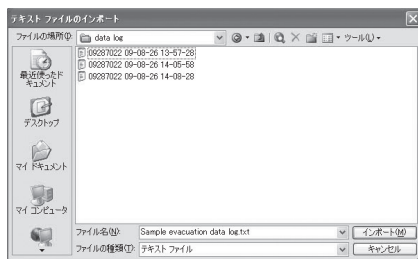 テキスト ファイルのインポート
ファイルの場所(I): data log ツール(L)
09287022 09-08-26 13-57-28
09287022 09-08-26 14-05-58
09287022 09-08-26 14-08-28
最近使ったドキュメント
デスクトップ
マイ ドキュメント
マイ コンピュータ
ファイル名(N): Sample evacuation data log.txt インポート(M)
ファイルの種類(T): テキスト ファイル キャンセル